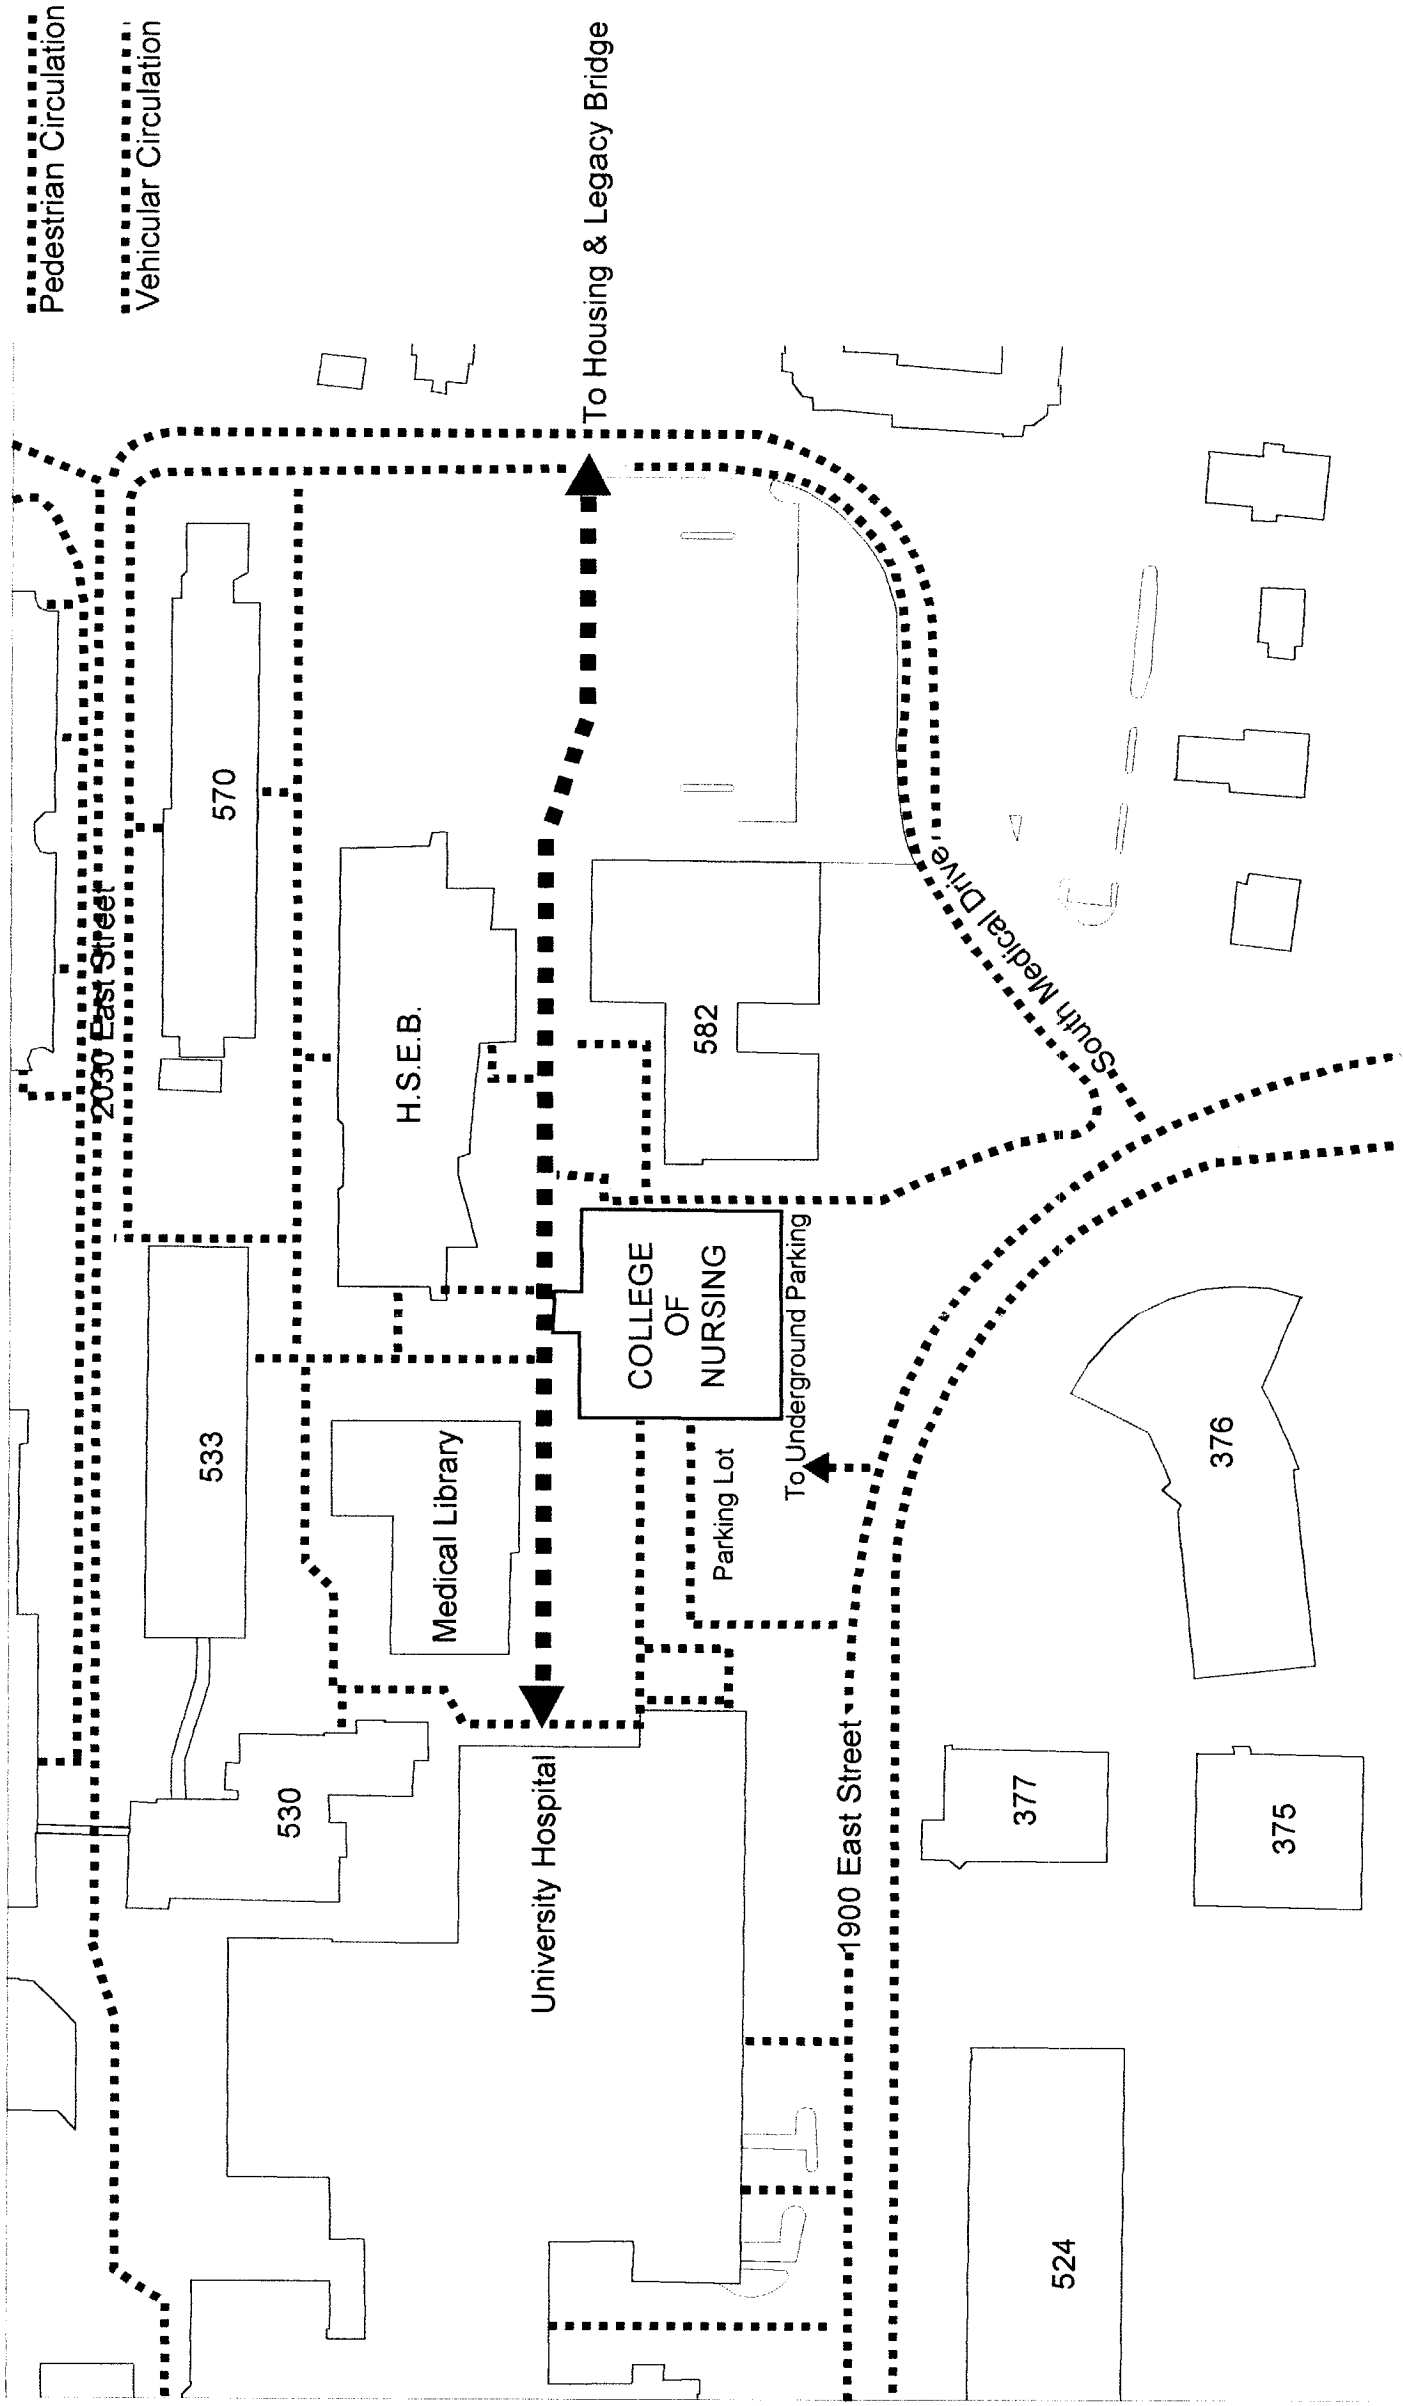 Pedestrian Circulation
Vehicular Circulation
To Housing & Legacy Bridge
2030 East Street
570
H.S.E.B.
582
South Medical Drive
533
Medical Library
COLLEGE
OF
NURSING
Parking Lot
To Underground Parking
530
University Hospital
1900 East Street
376
377
375
524